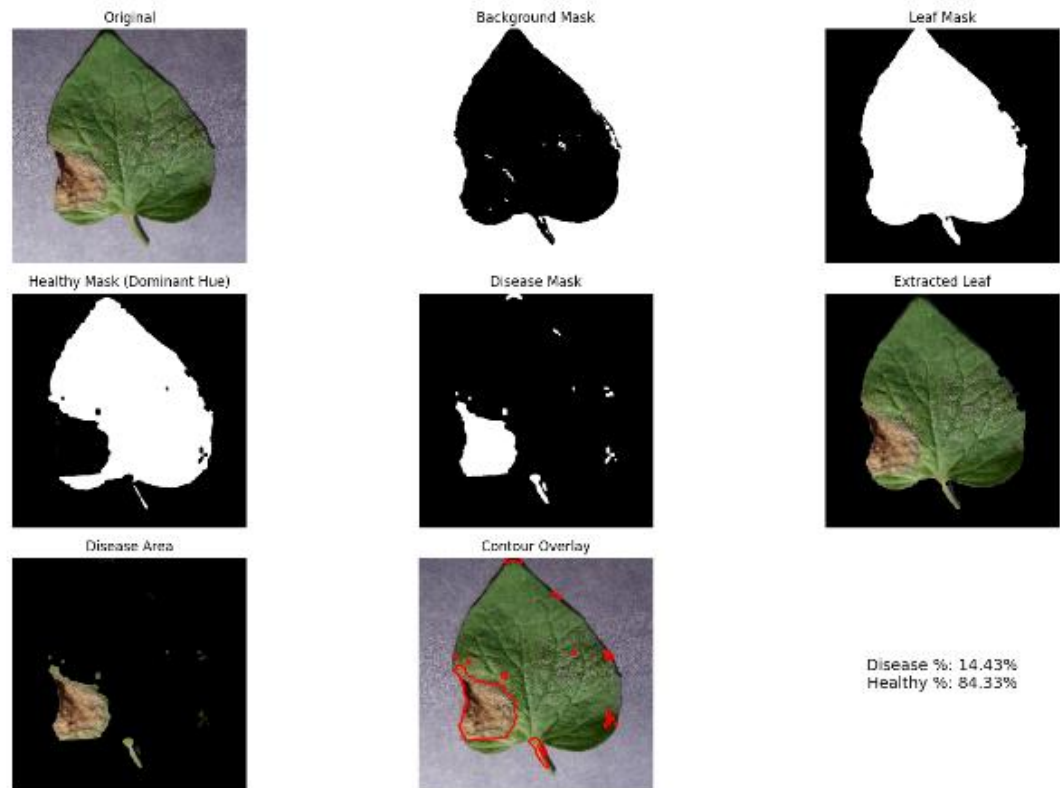 Original
Background Mask
Leaf Mask
Healthy Mask (Dominant Hue)
Disease Mask
Extracted Leaf
Disease Area
Contour Overlay
Disease %: 14.43%
Healthy %: 84.33%